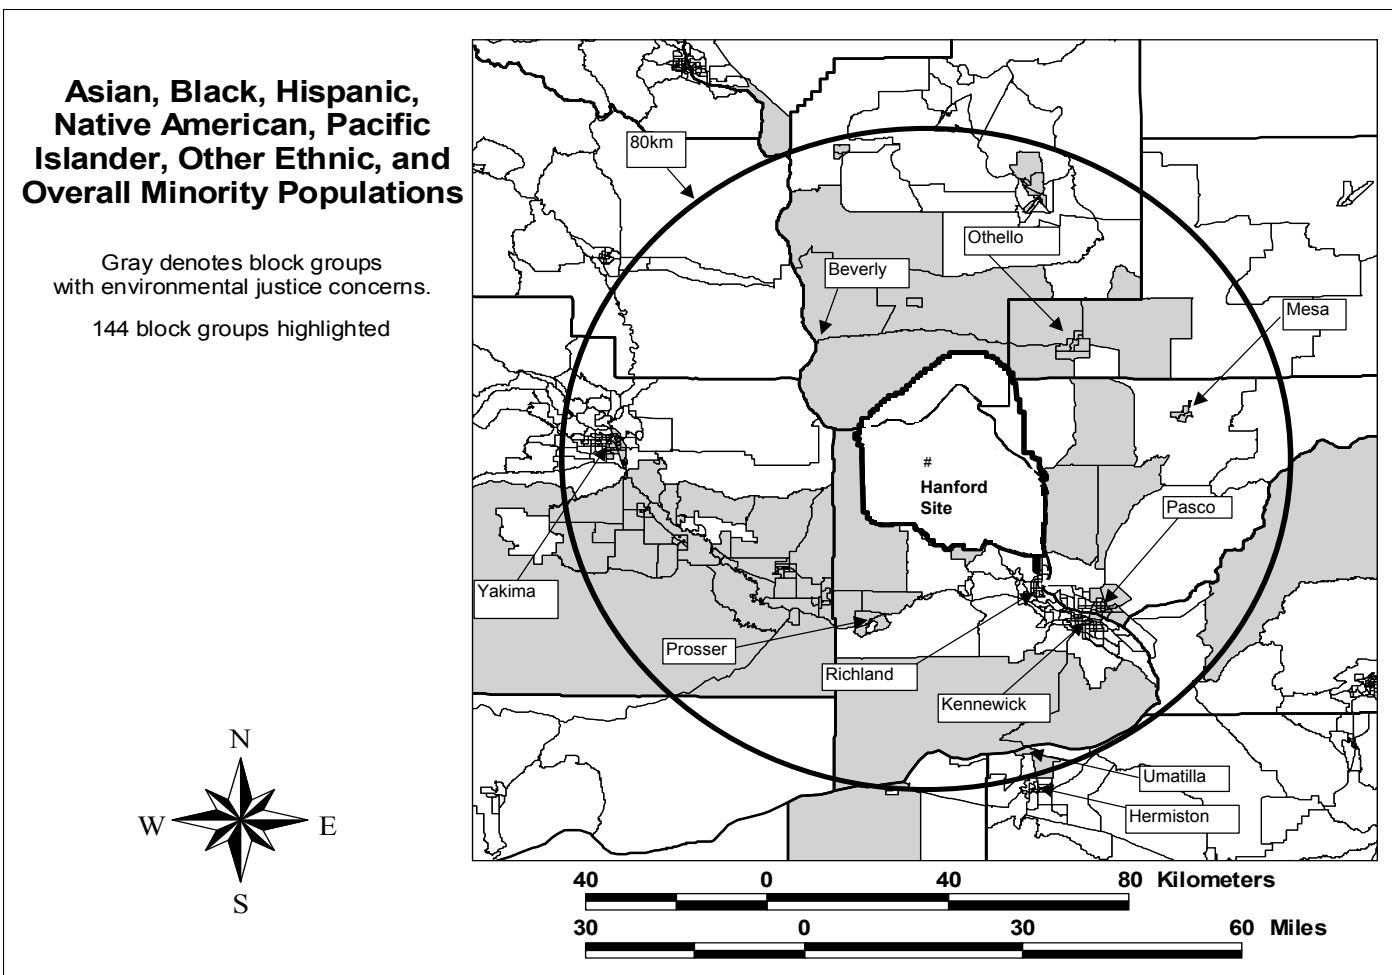 Asian, Black, Hispanic,
Native American, Pacific
Islander, Other Ethnic, and
Overall Minority Populations
Gray denotes block groups
with environmental justice concerns.
144 block groups highlighted
80km
Othello
Beverly
Mesa
#
Hanford
Site
Pasco
Yakima
Prosser
Richland
Kennewick
Umatilla
Hermiston
N
W
E
S
40 0 40 80 Kilometers
30 0 30 60 Miles